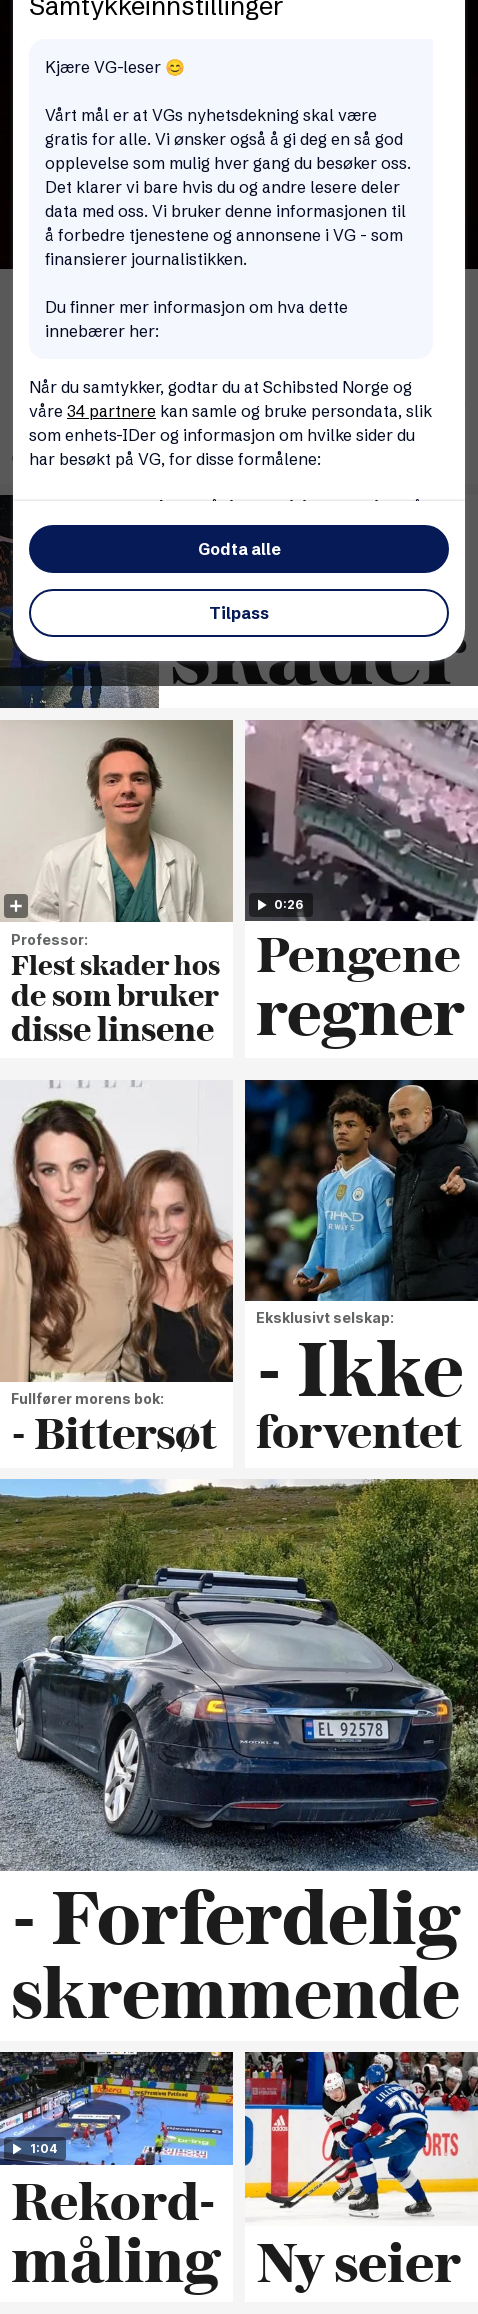 Samtykkeinnstillinger
Kjære VG-leser 😊
Vårt mål er at VGs nyhetsdekning skal være
gratis for alle. Vi ønsker også å gi deg en så god
opplevelse som mulig hver gang du besøker oss.
Det klarer vi bare hvis du og andre lesere deler
data med oss. Vi bruker denne informasjonen til
å forbedre tjenestene og annonsene i VG - som
finansierer journalistikken.
Du finner mer informasjon om hva dette
innebærer her:
Når du samtykker, godtar du at Schibsted Norge og
våre 34 partnere kan samle og bruke persondata, slik
som enhets-IDer og informasjon om hvilke sider du
har besøkt på VG, for disse formålene:
Godta alle
Tilpass
skader
0:26
Professor:
Flest skader hos
de som bruker
disse linsene
Pengene
regner
ETIHAD
AIRWAYS
Eksklusivt selskap:
- Ikke
forventet
Fullfører morens bok:
- Bittersøt
EL 92578
MODEL S
- Forferdelig
skremmende
1:04
bring
adidas
Rekord-
måling
Ny seier